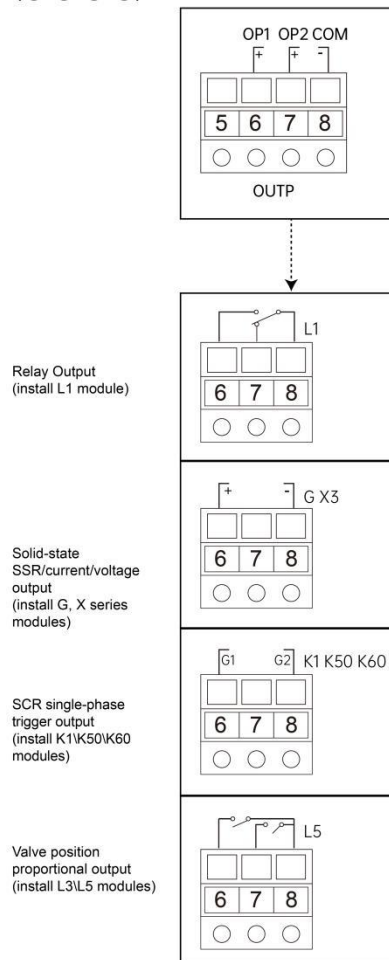 OP1 OP2 COM
+ + -
5 6 7 8
OUTP
L1
Relay Output
(install L1 module)
6 7 8
+ - G X3
Solid-state
SSR/current/voltage
output
(install G, X series
modules)
6 7 8
G1 G2 K1 K50 K60
SCR single-phase
trigger output
(install K1\K50\K60
modules)
6 7 8
L5
Valve position
proportional output
(install L3\L5 modules)
6 7 8